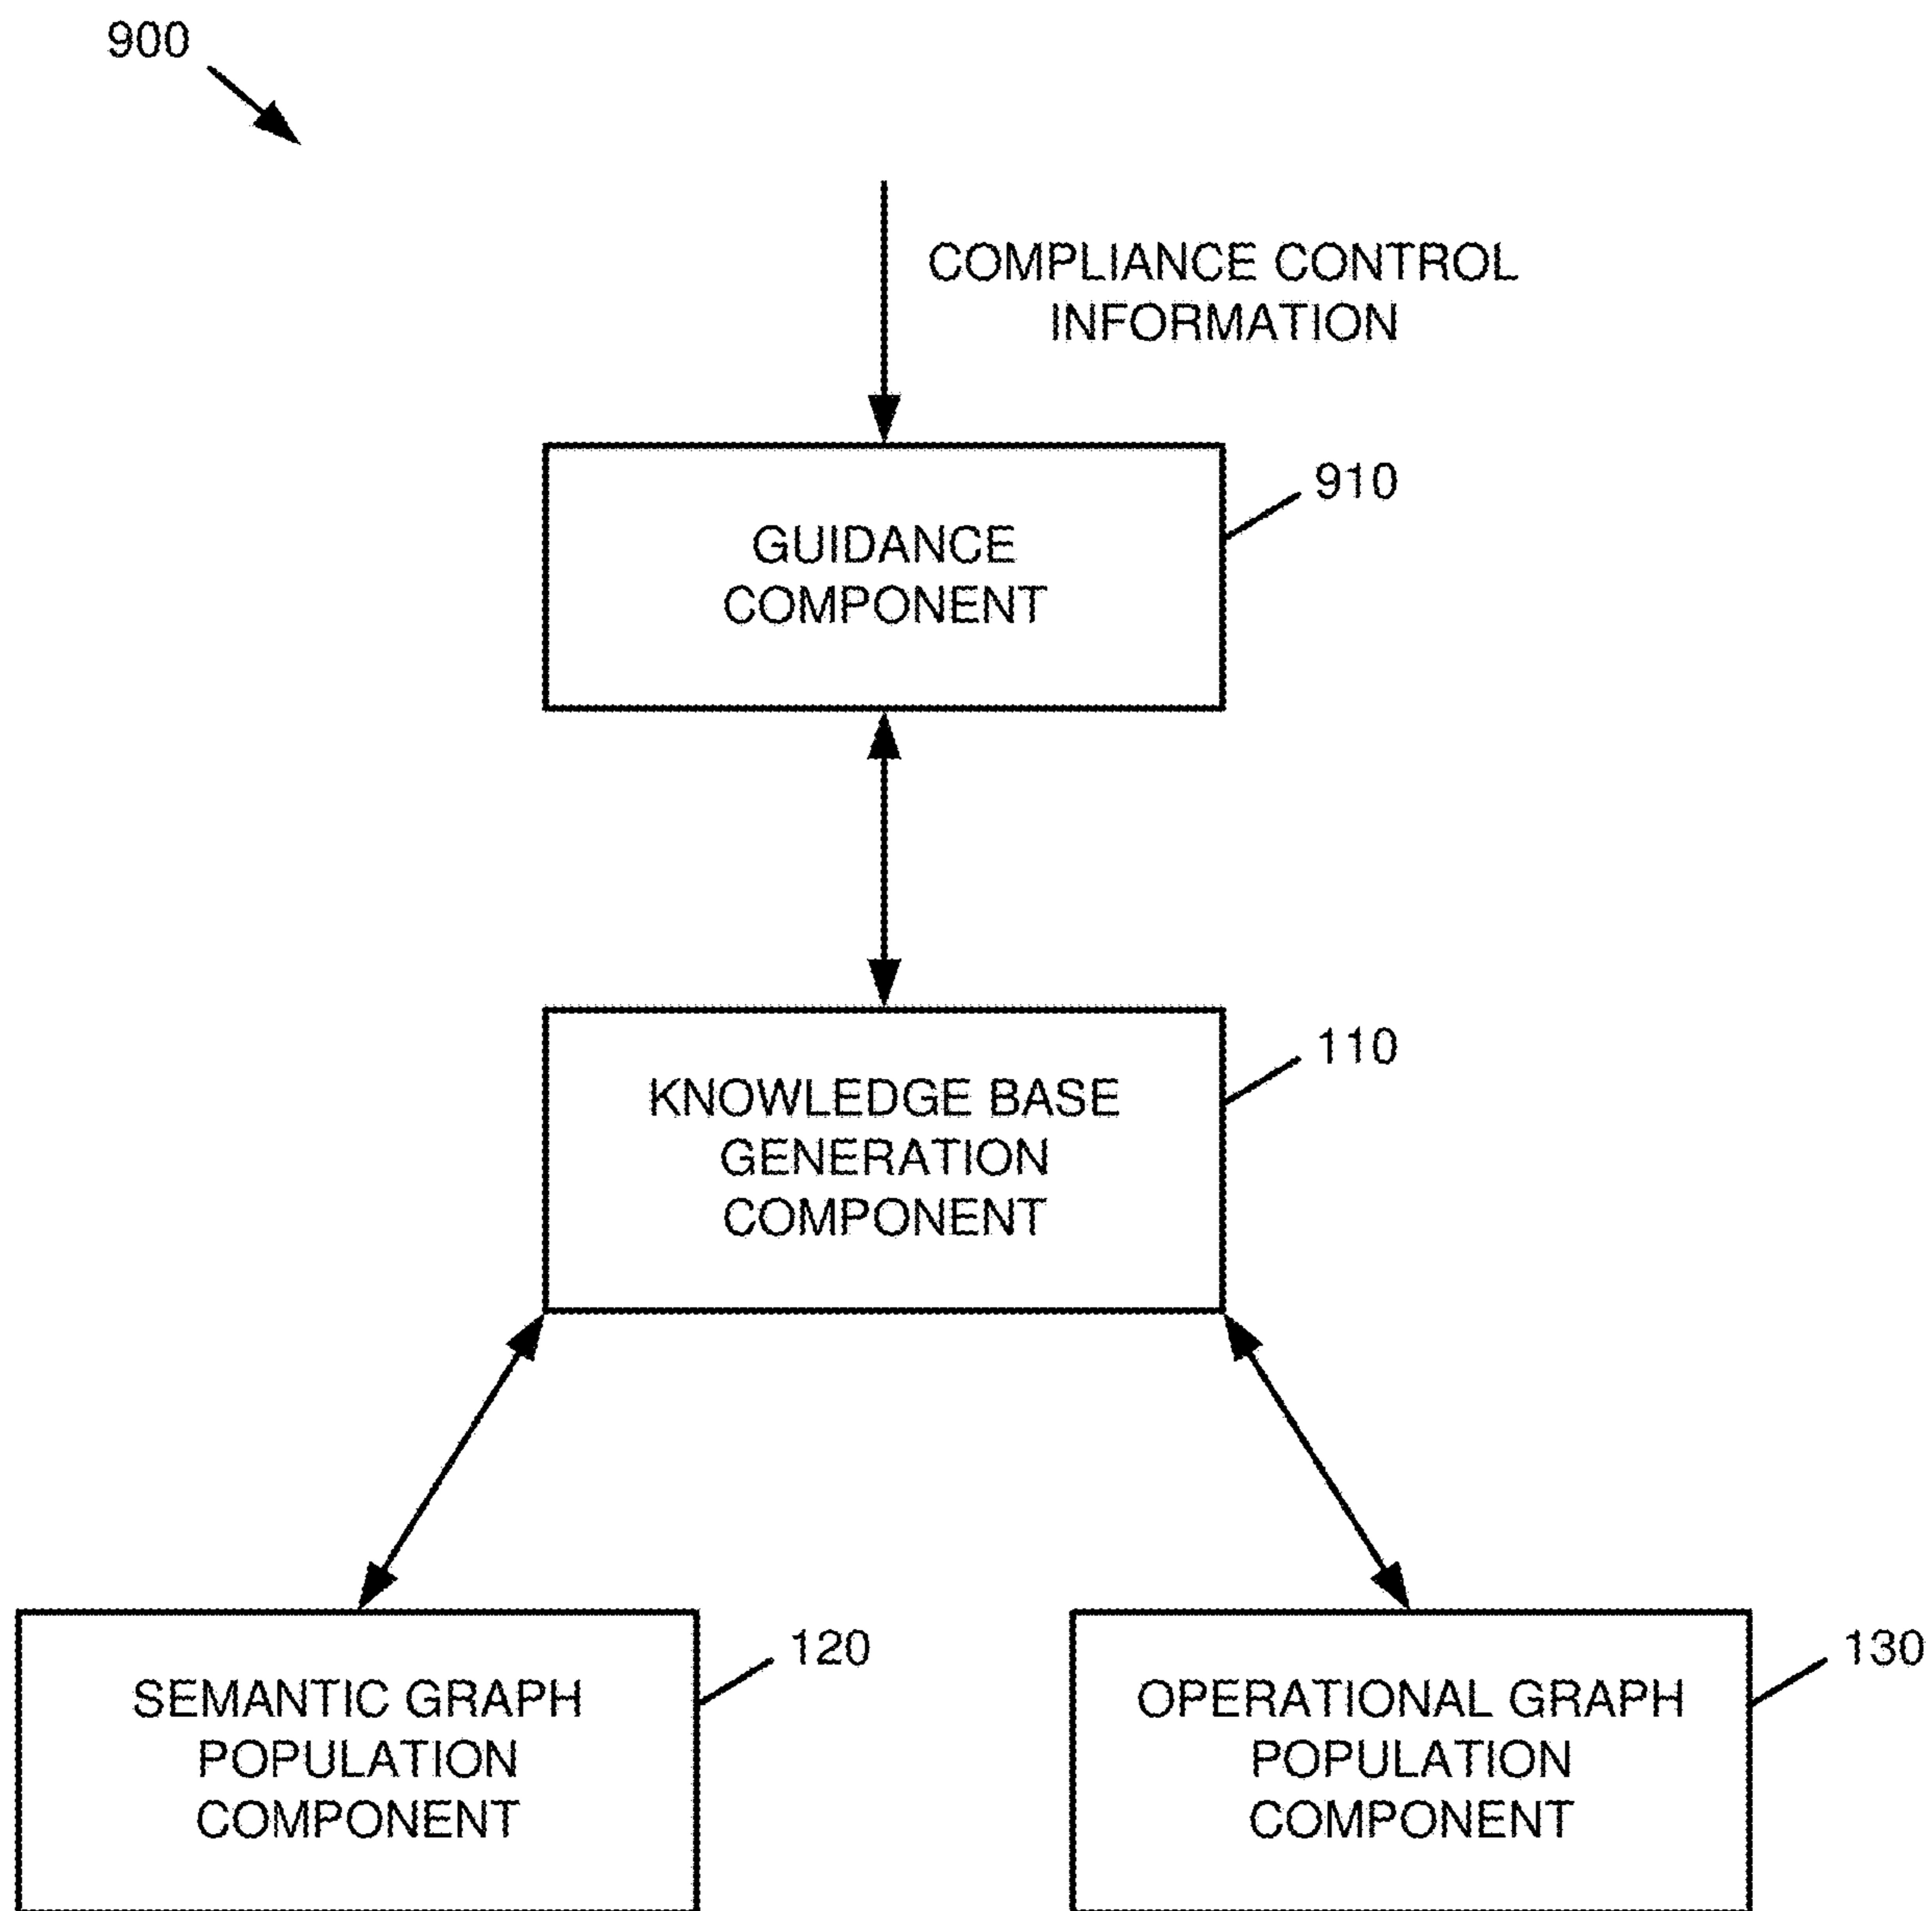 900
COMPLIANCE CONTROL
INFORMATION
910
GUIDANCE
COMPONENT
110
KNOWLEDGE BASE
GENERATION
COMPONENT
120
SEMANTIC GRAPH
POPULATION
COMPONENT
130
OPERATIONAL GRAPH
POPULATION
COMPONENT